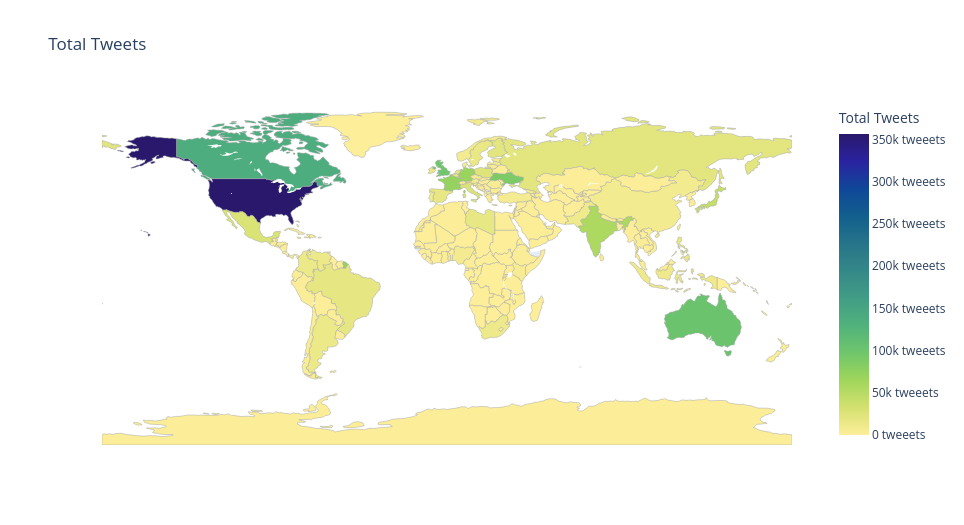 Total Tweets
Total Tweets
350k tweeets
300k tweeets
250k tweeets
200k tweeets
150k tweeets
100k tweeets
50k tweeets
0 tweeets